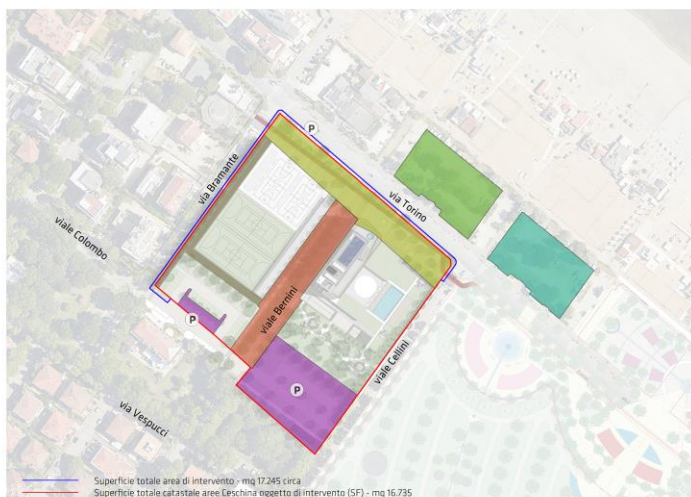 P
via Bramante
via Torino
viale Colombo
viale Bernini
P
viale Cellini
P
via Vespucci
Superficie totale area di intervento - mq 17.245 circa
Superficie totale catastale aree Ceschina oggetto di intervento (SF) - mq 16.735